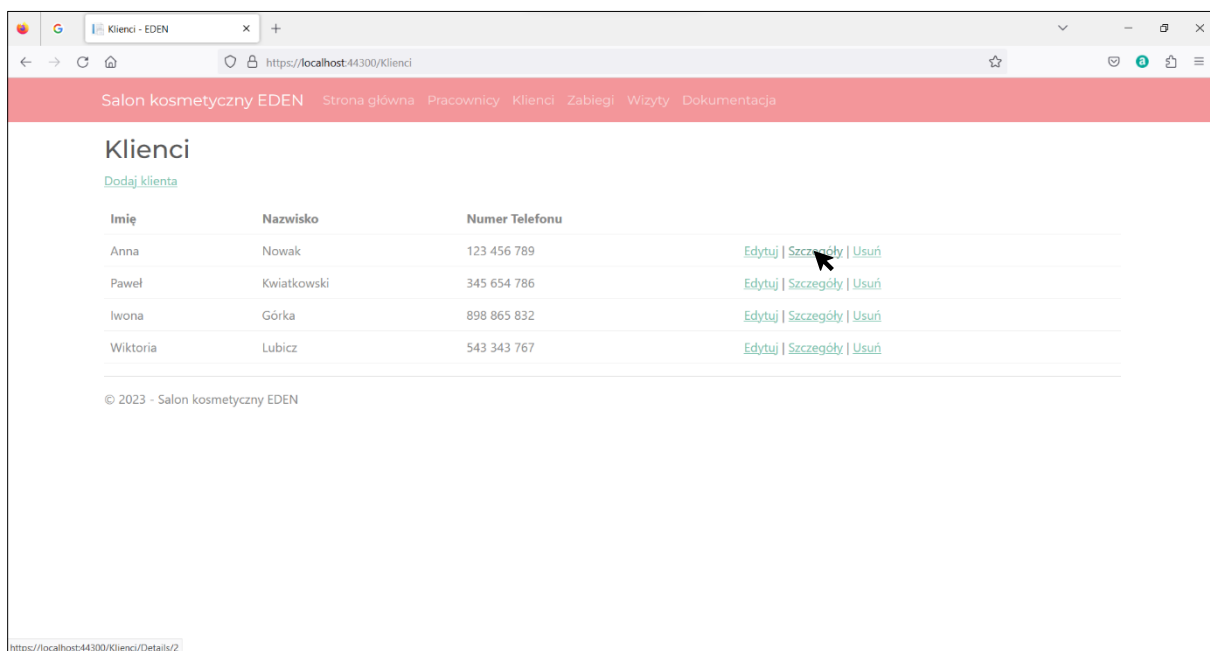 Klienci - EDEN
https://localhost:44300/Klienci
Salon kosmetyczny EDEN Strona główna Pracownicy Klienci Zabiegi Wizyty Dokumentacja
Klienci
Dodaj klienta
Imię Nazwisko Numer Telefonu
Anna Nowak 123 456 789 Edytuj | Szczegóły | Usuń
Paweł Kwiatkowski 345 654 786 Edytuj | Szczegóły | Usuń
Iwona Górka 898 865 832 Edytuj | Szczegóły | Usuń
Wiktoria Lubicz 543 343 767 Edytuj | Szczegóły | Usuń
© 2023 - Salon kosmetyczny EDEN
https://localhost:44300/Klienci/Details/2